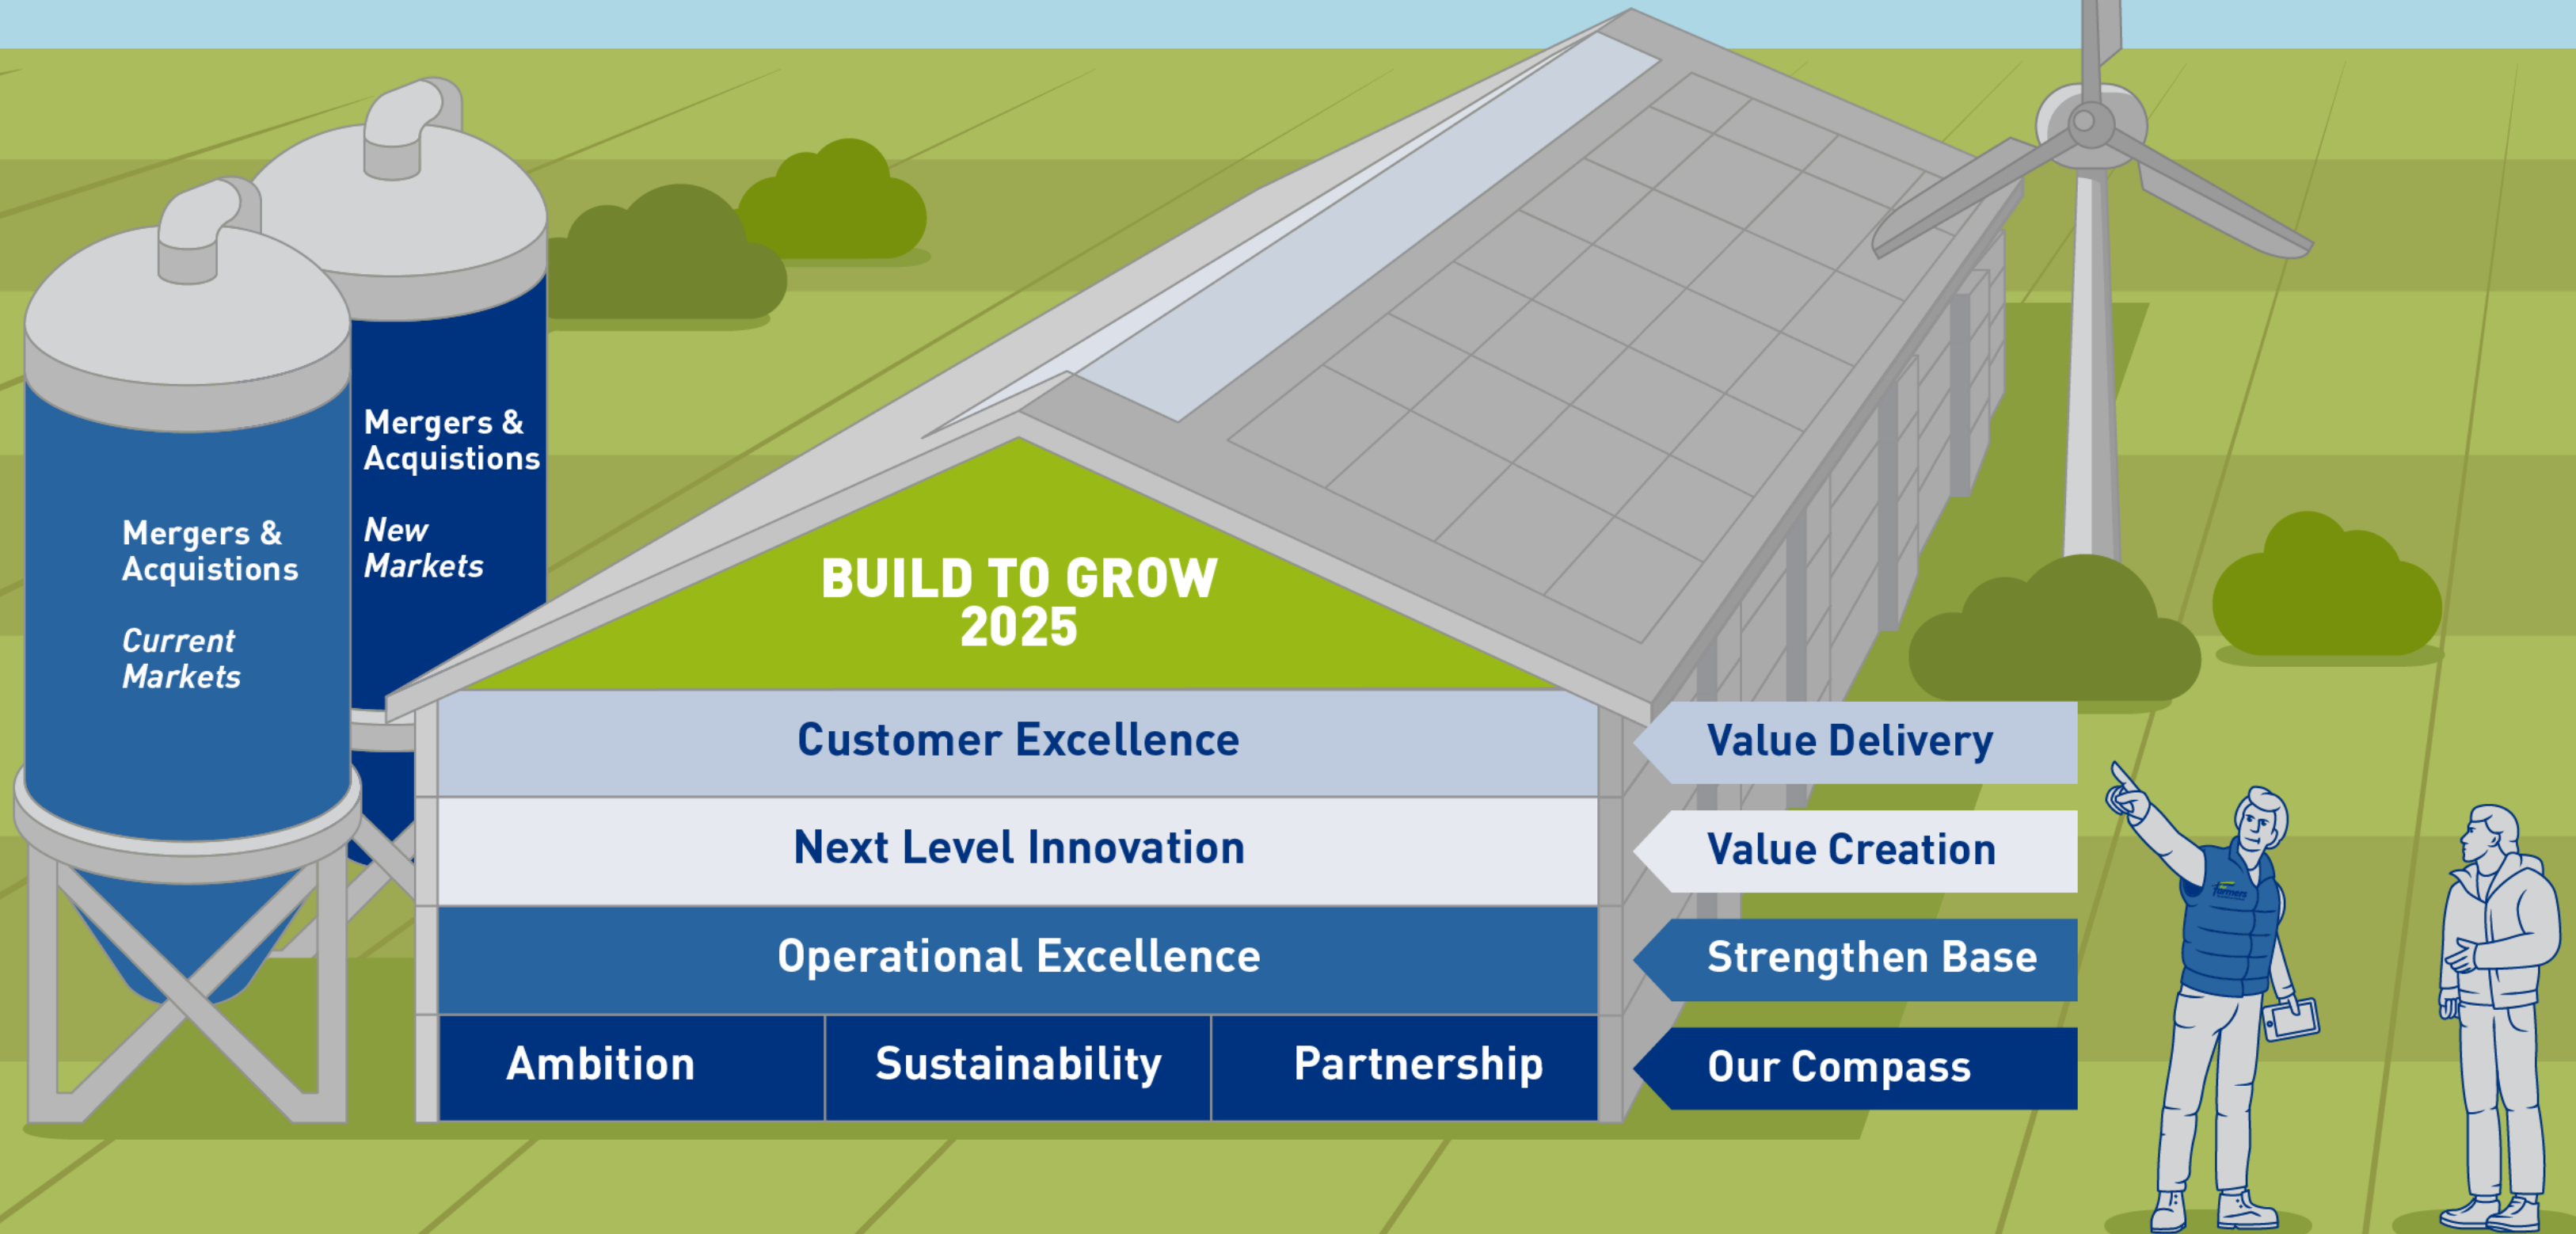 Mergers &
Acquistions
Current
Markets
Mergers &
Acquistions
New
Markets
BUILD TO GROW
2025
Customer Excellence
Next Level Innovation
Operational Excellence
Ambition
Sustainability
Partnership
Value Delivery
Value Creation
Strengthen Base
Our Compass